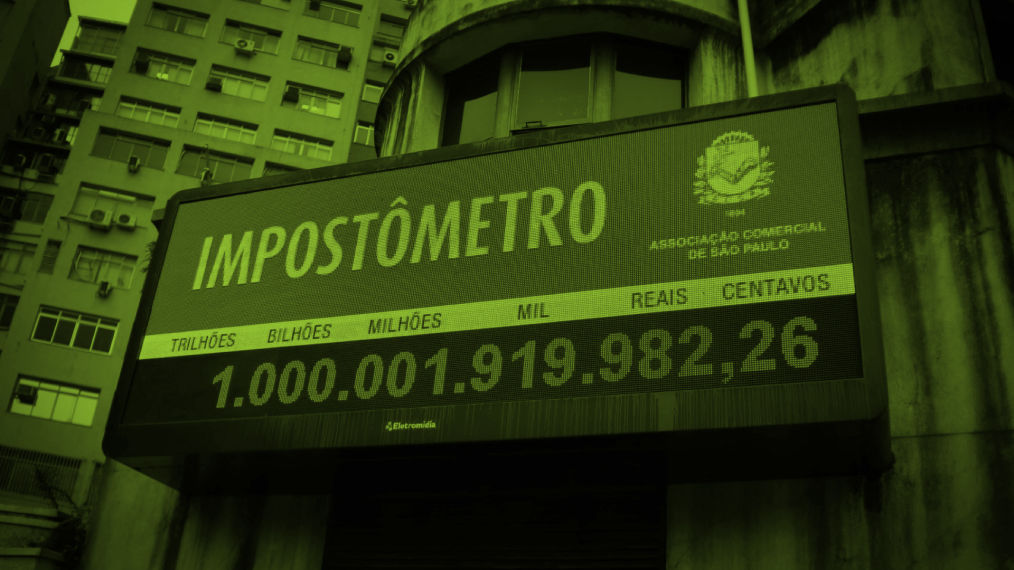 IMPOSTÔMETRO
1894
ASSOCIAÇÃO COMERCIAL
DE SÃO PAULO
TRILHÕES BILHÕES MILHÕES MIL REAIS CENTAVOS
1.000.001.919.982,26
Eletromidia